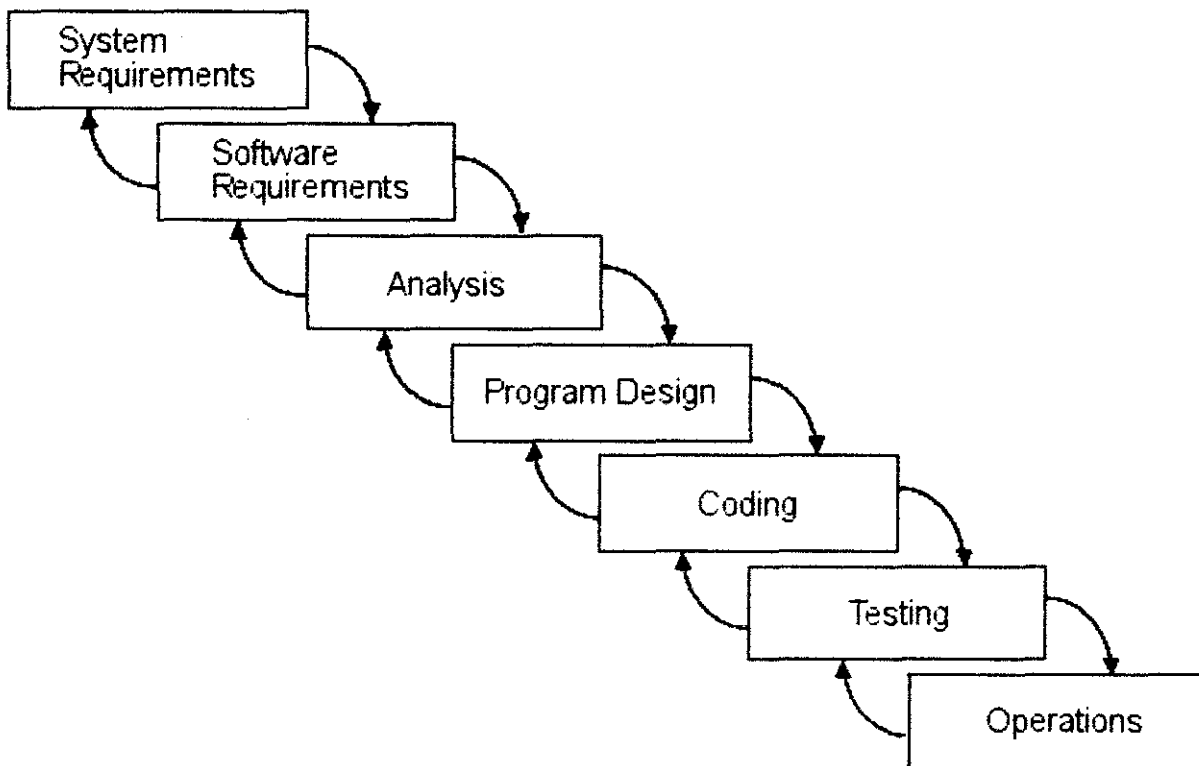 System
Requirements
Software
Requirements
Analysis
Program Design
Coding
Testing
Operations